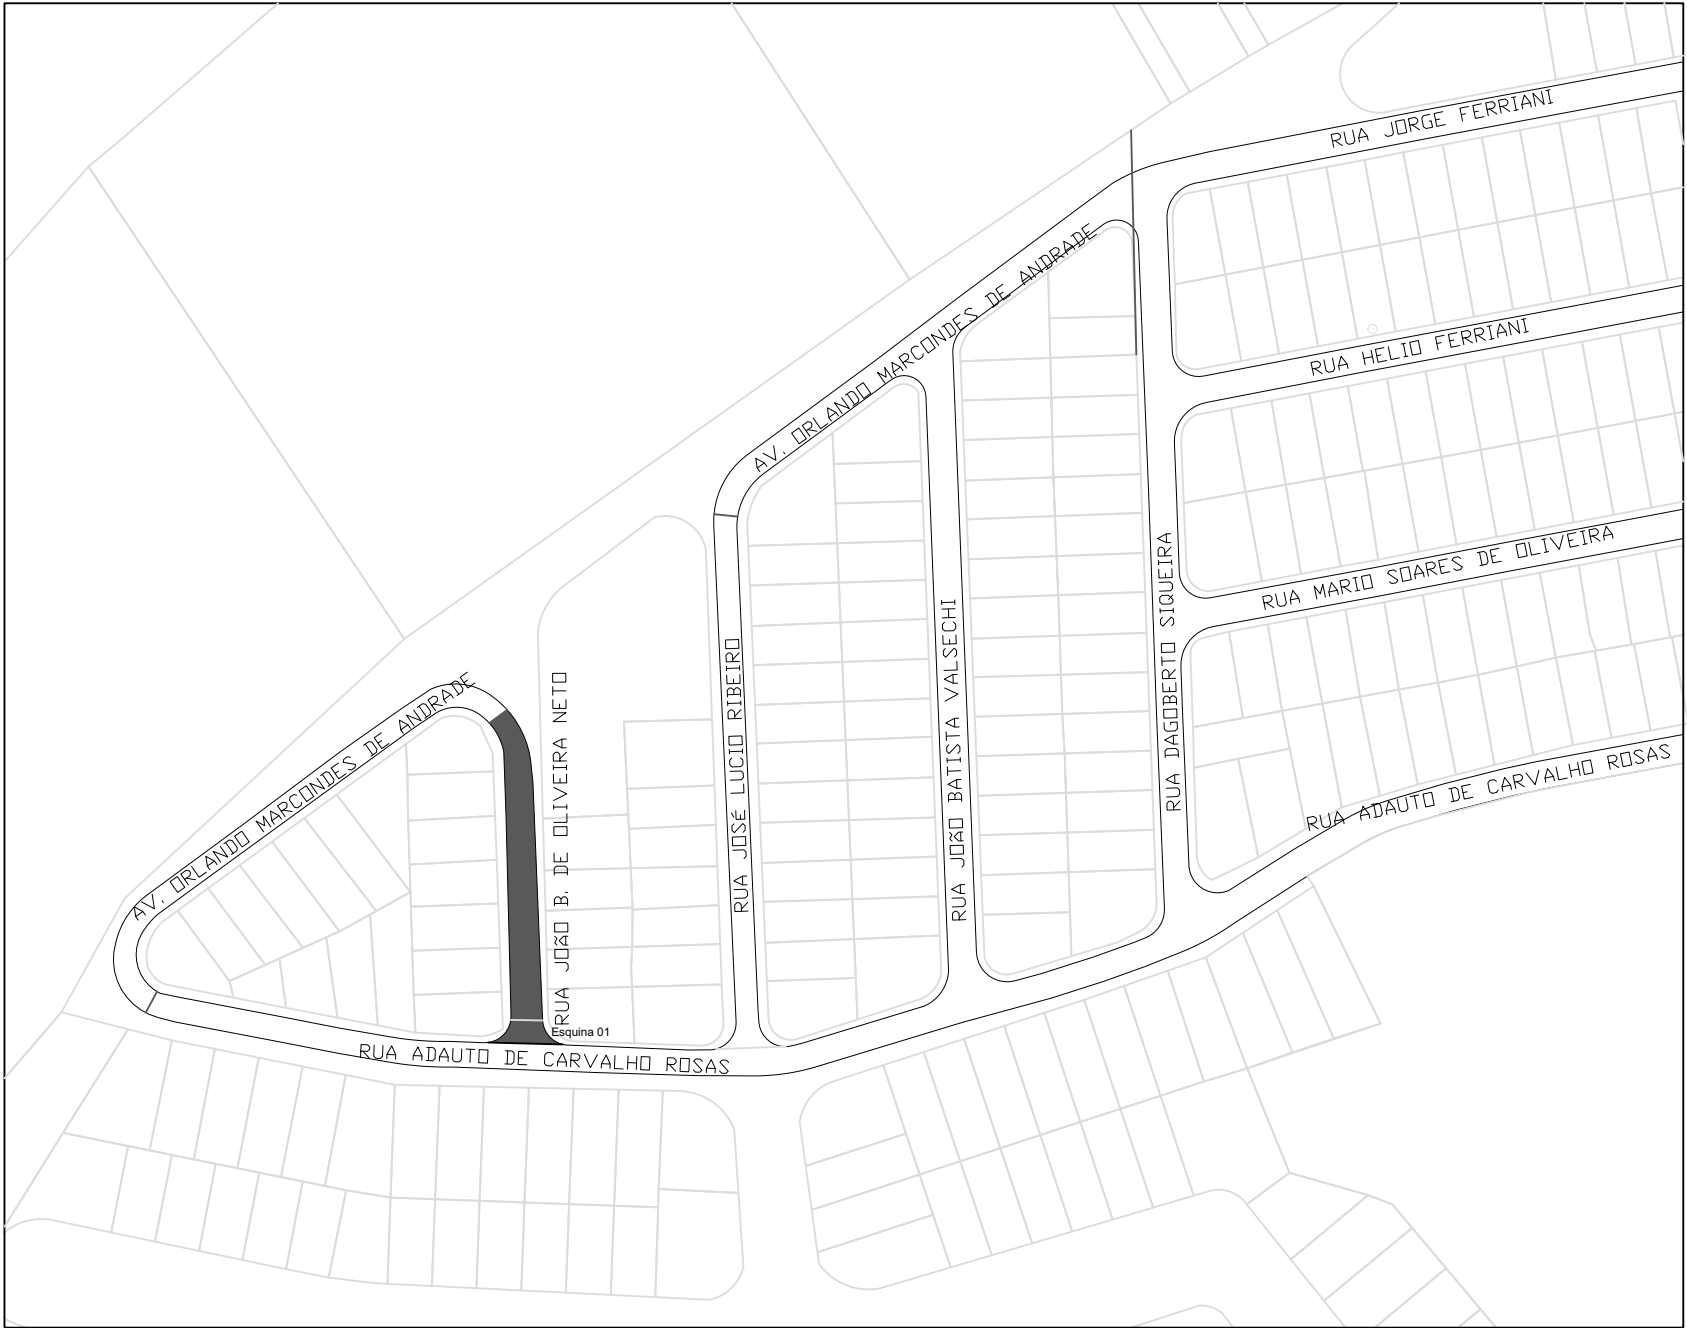 RUA JORGE FERRIANI
AV. ORLANDO MARCONDES DE ANDRADE
RUA HELIO FERRIANI
RUA MARIO SOARES DE OLIVEIRA
RUA DAGOBERTO SIQUEIRA
RUA JOÃO BATISTA VALSECHI
RUA JOSÉ LUCIO RIBEIRO
RUA JOÃO B. DE OLIVEIRA NETO
AV. ORLANDO MARCONDES DE ANDRADE
RUA ADAUTO DE CARVALHO ROSAS
Esquina 01
RUA ADAUTO DE CARVALHO ROSAS